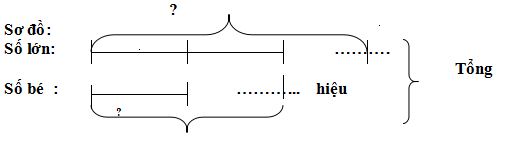 ?
Sơ đồ:
Số lớn: ..........
Tổng
Số bé : ........... hiệu
?